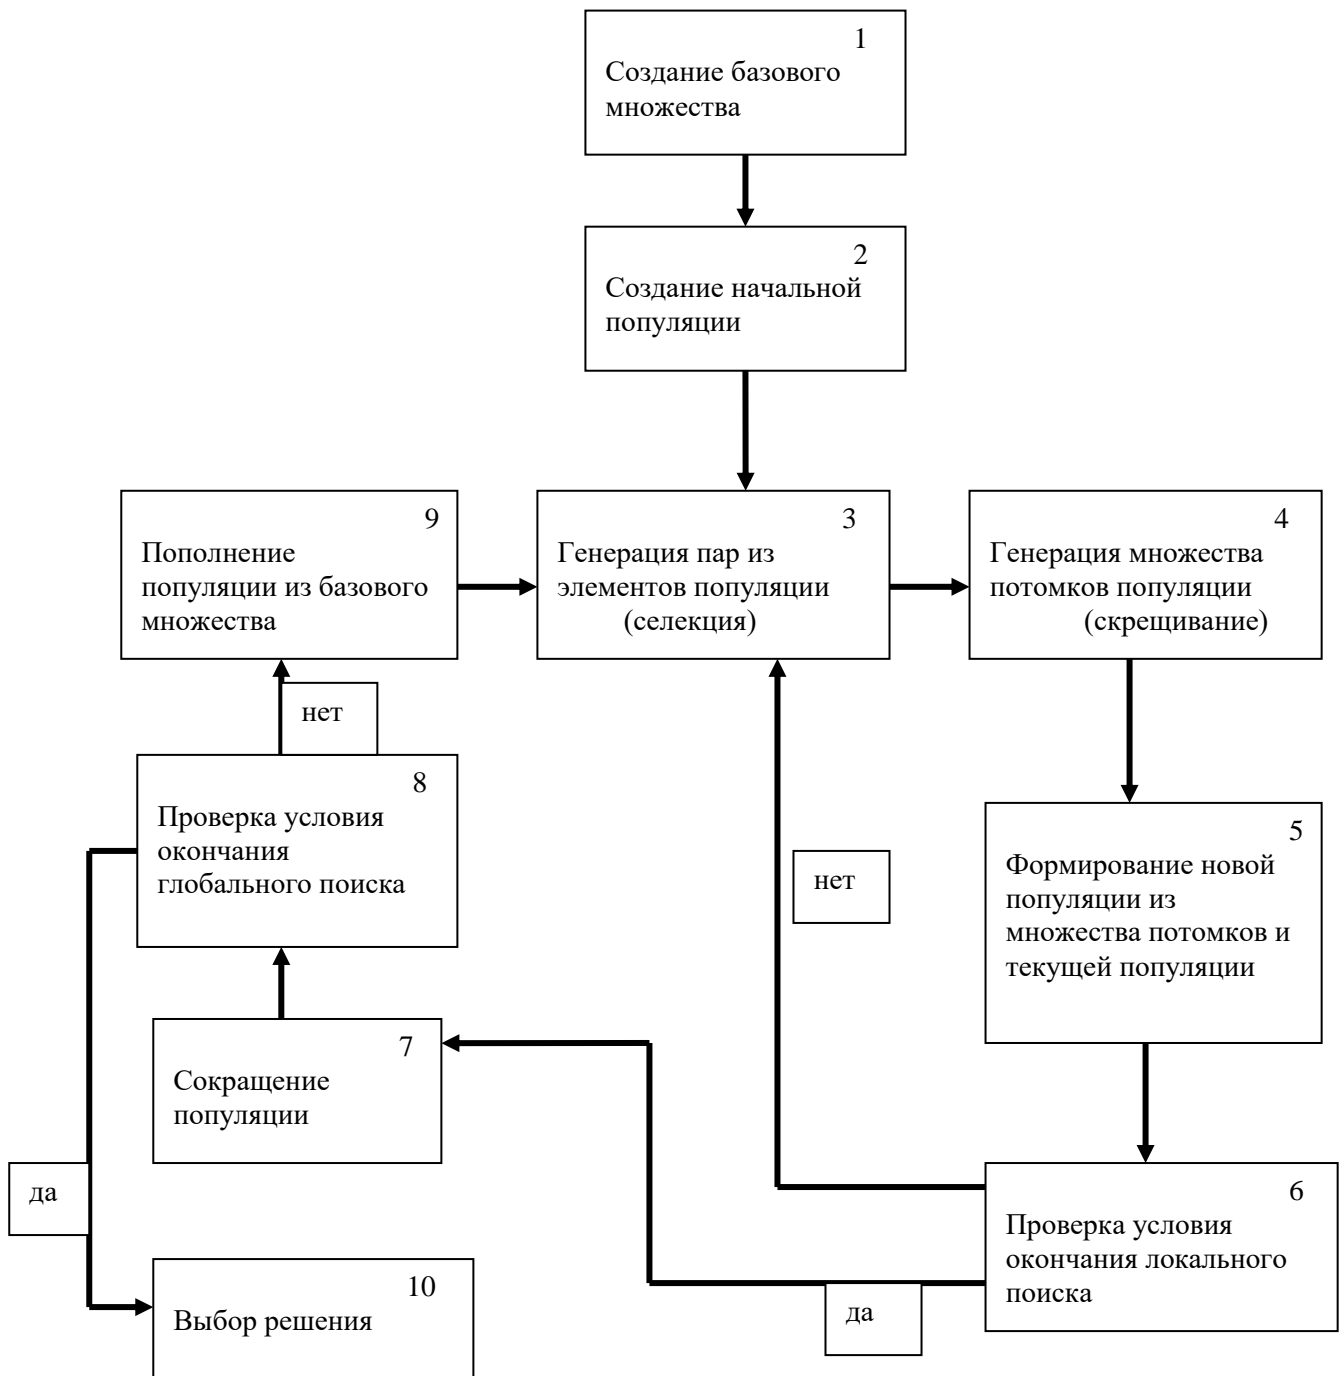 1
Создание базового
множества
2
Создание начальной
популяции
9
Пополнение
популяции из базового
множества
3
Генерация пар из
элементов популяции
(селекция)
4
Генерация множества
потомков популяции
(скрещивание)
нет
8
Проверка условия
окончания
глобального поиска
нет
5
Формирование новой
популяции из
множества потомков и
текущей популяции
7
Сокращение
популяции
да
6
Проверка условия
окончания локального
поиска
10
Выбор решения
да